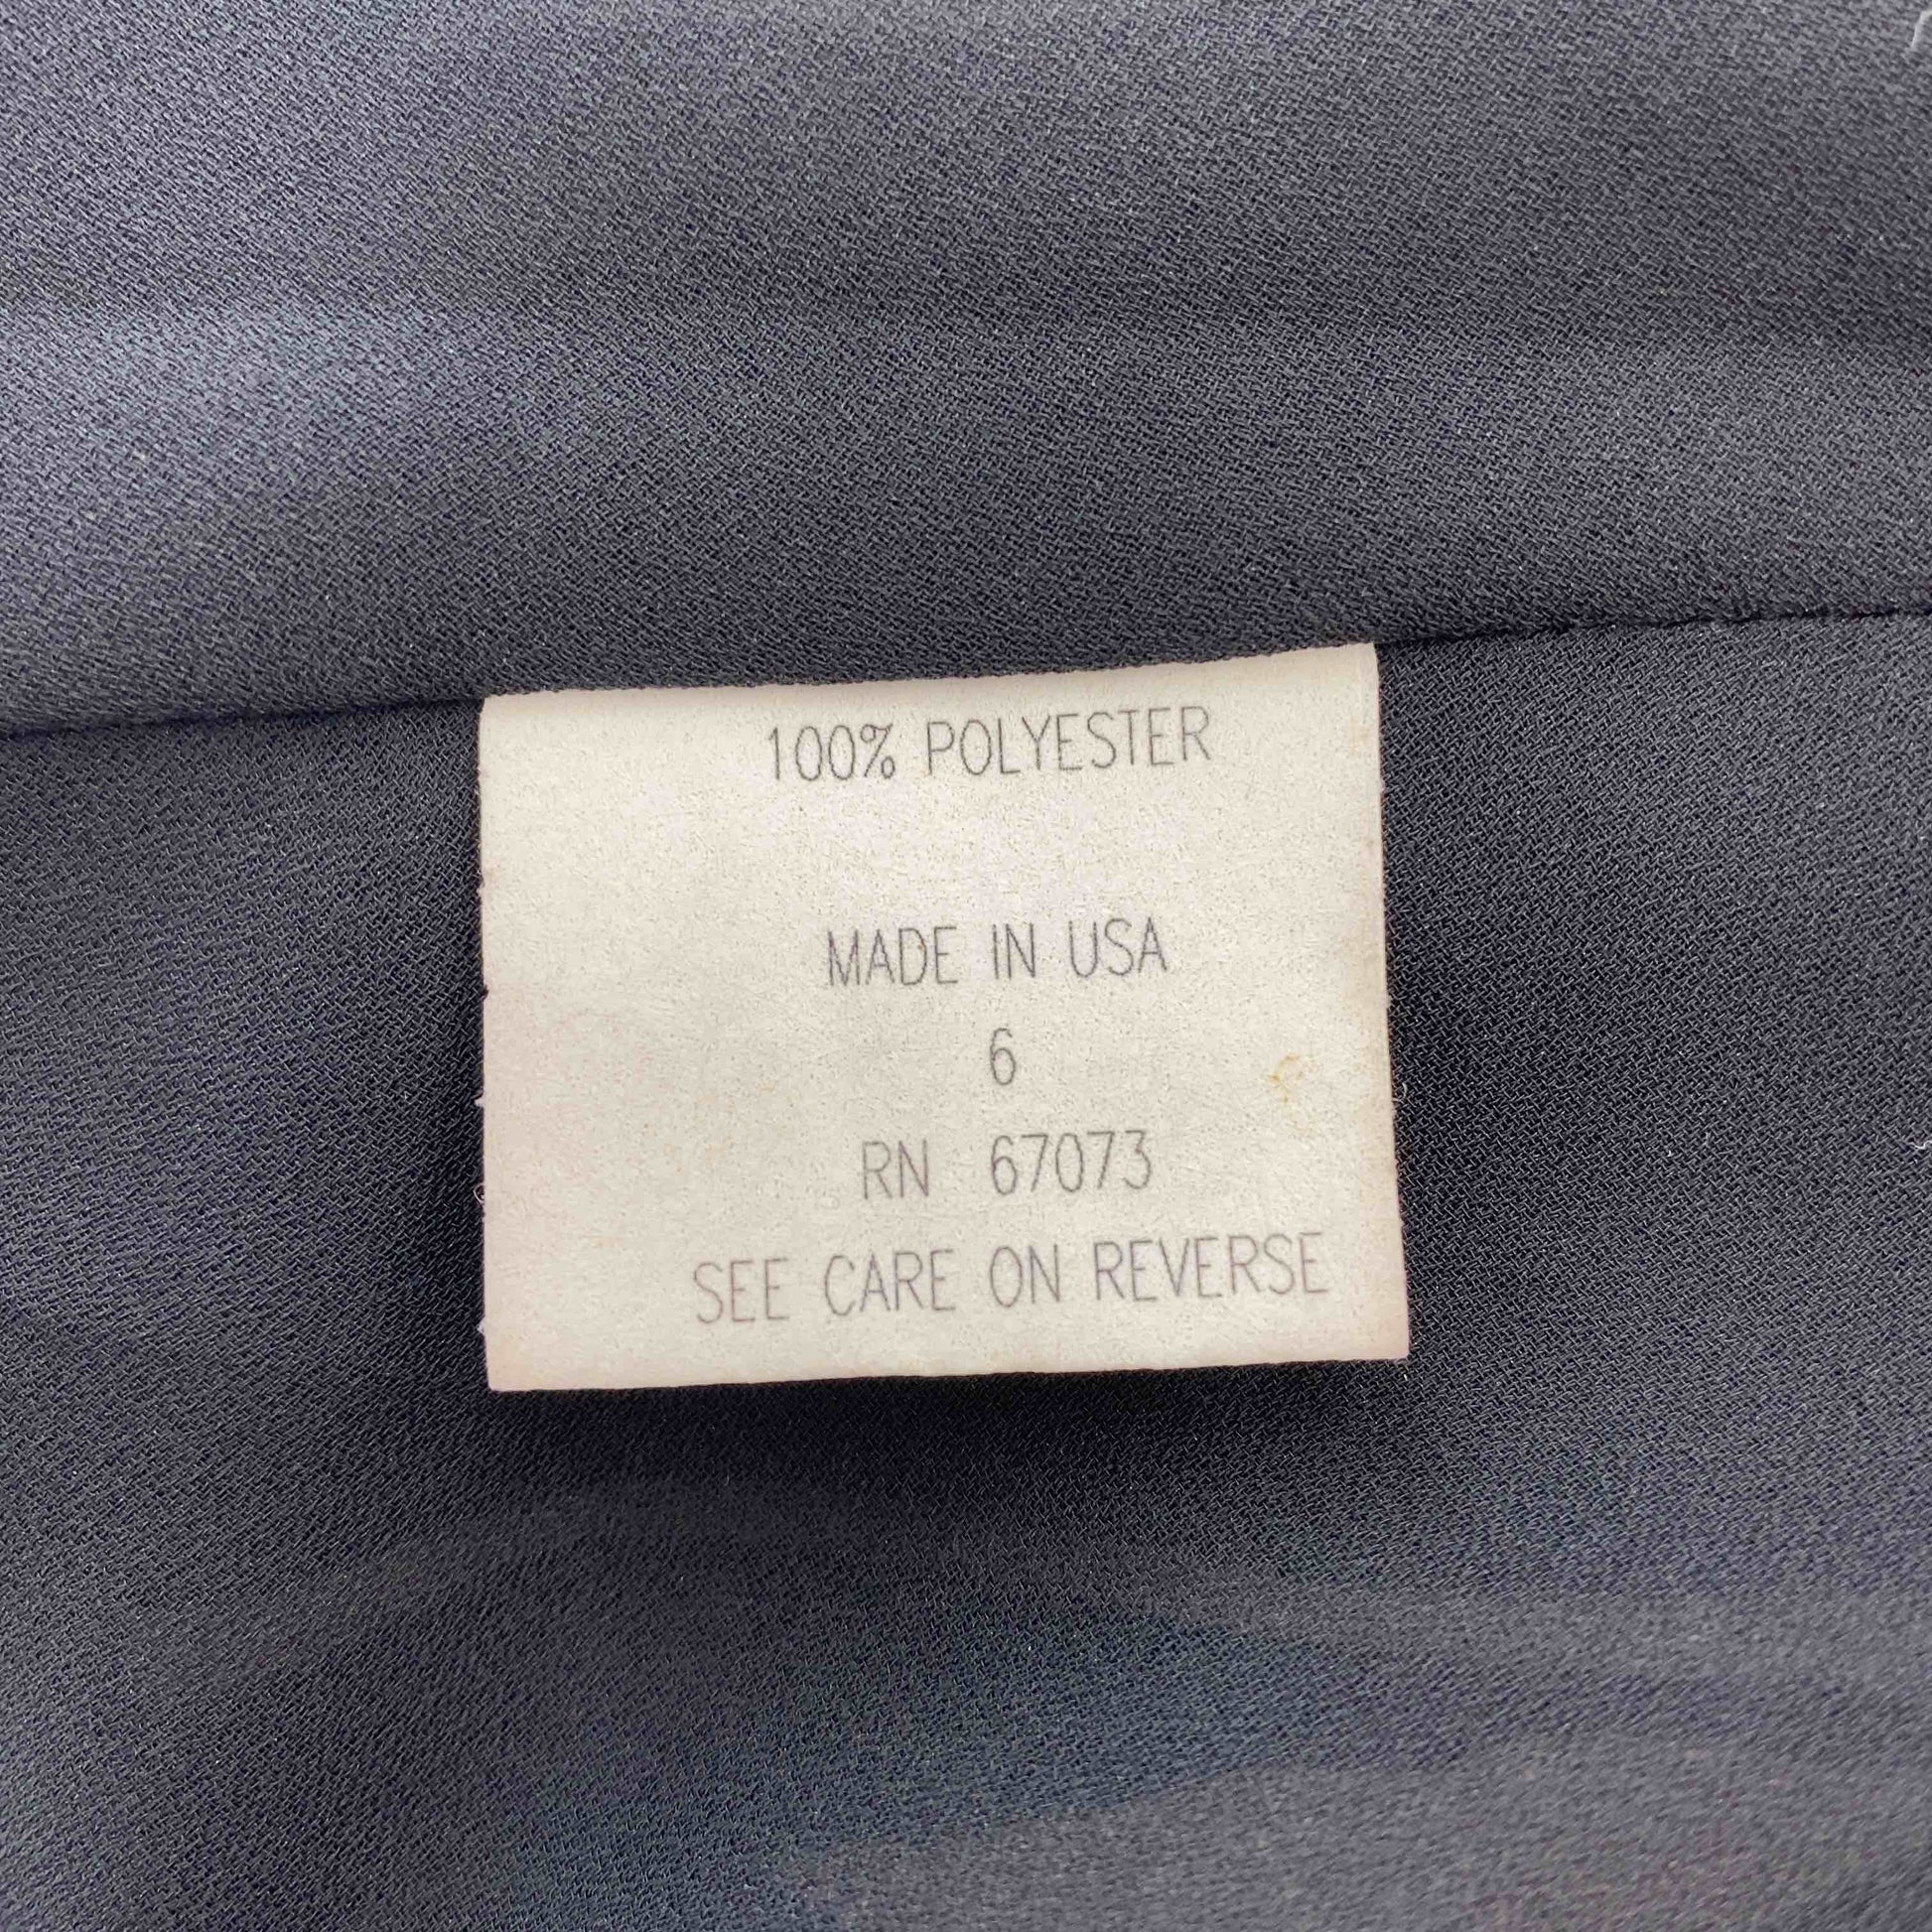 100% POLYESTER
MADE IN USA
6
RN 67073
SEE CARE ON REVERSE